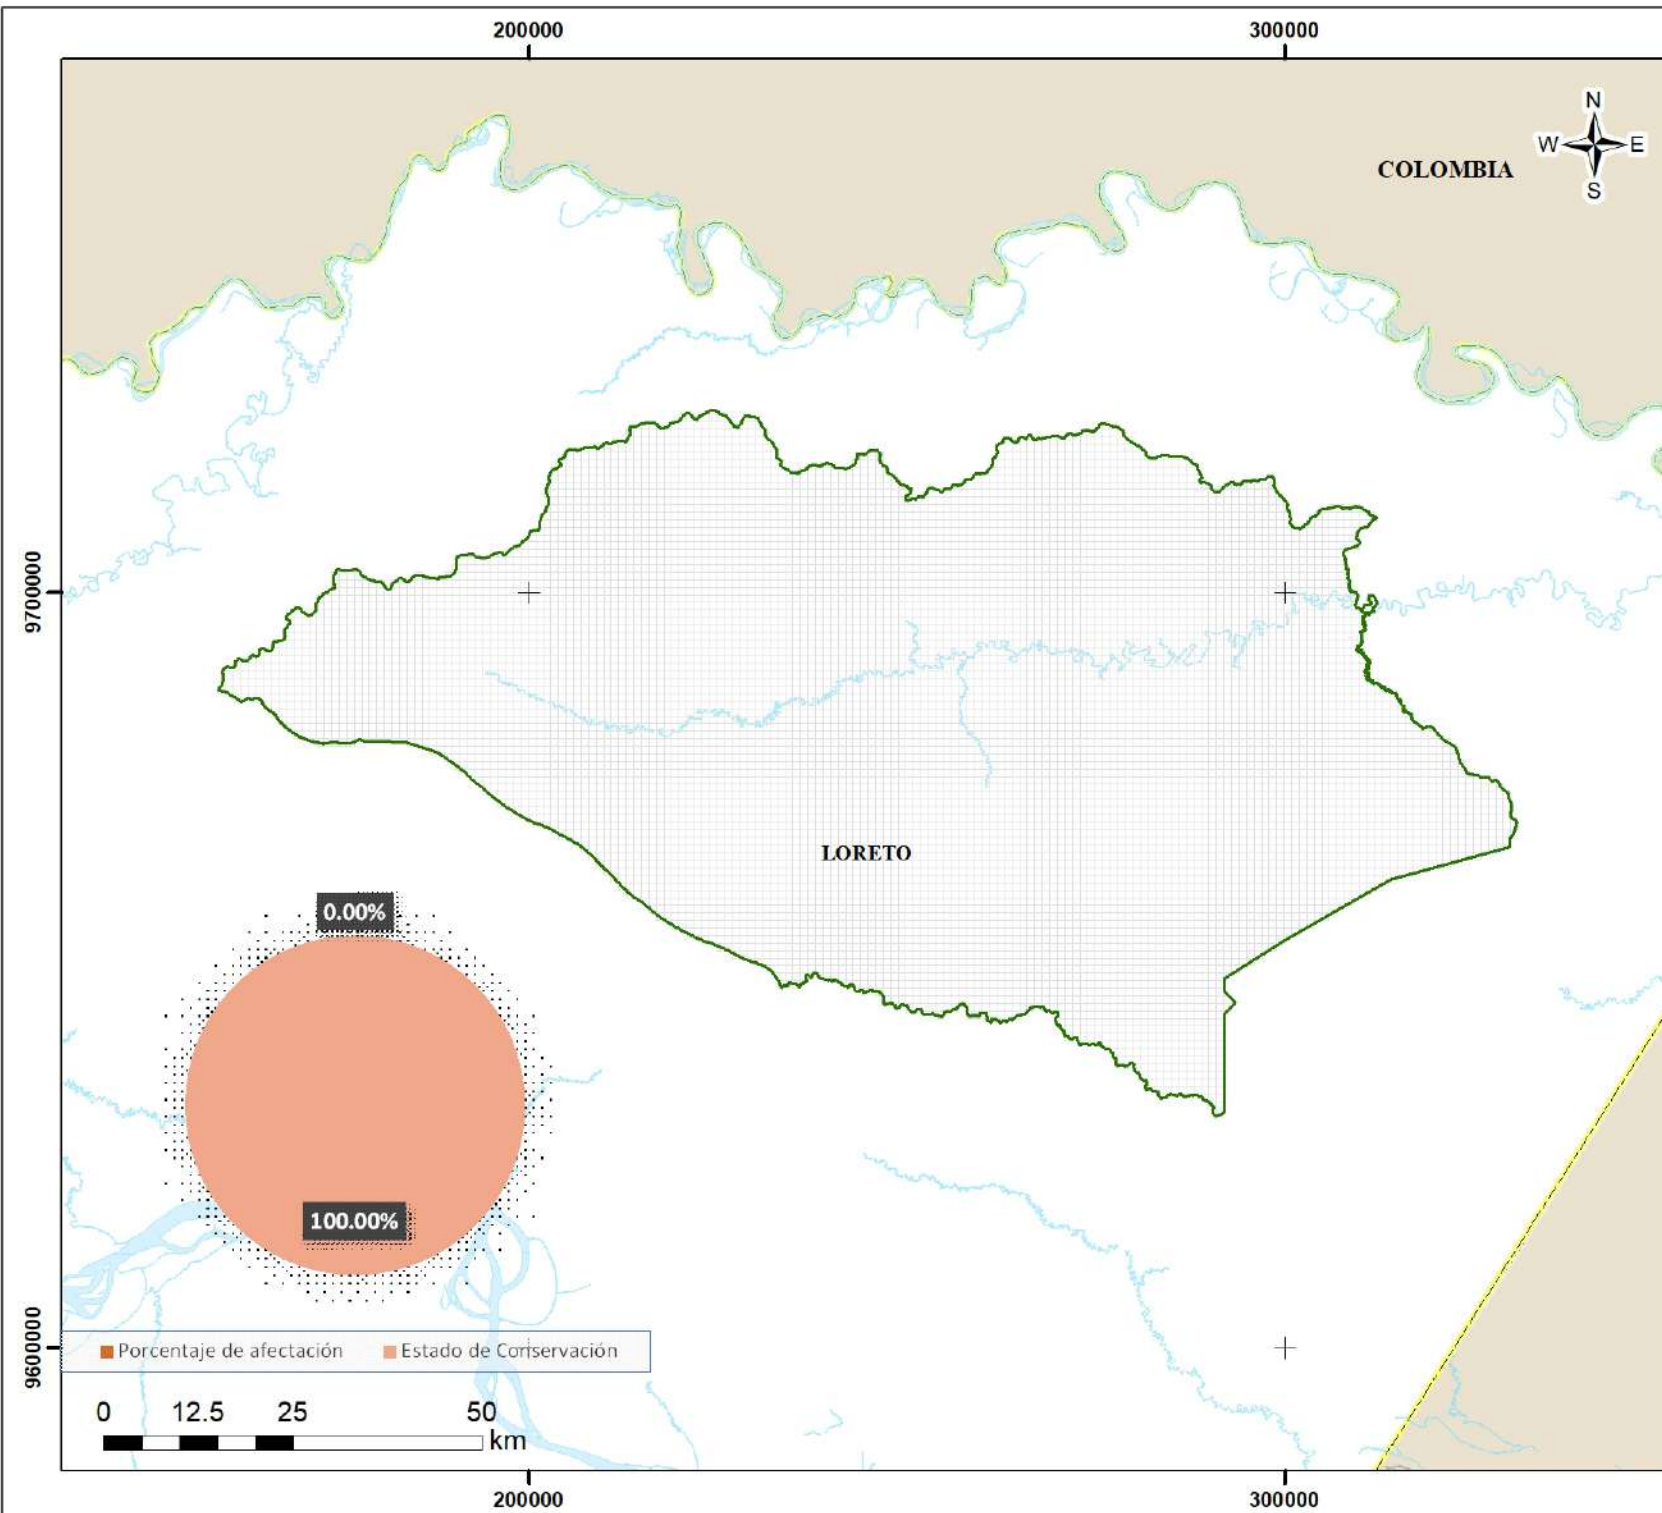 200000 300000
N
W E
S
COLOMBIA
9700000
LORETO
0.00%
100.00%
9600000
Porcentaje de afectación Estado de Conservación
0 12.5 25 50
km
200000 300000